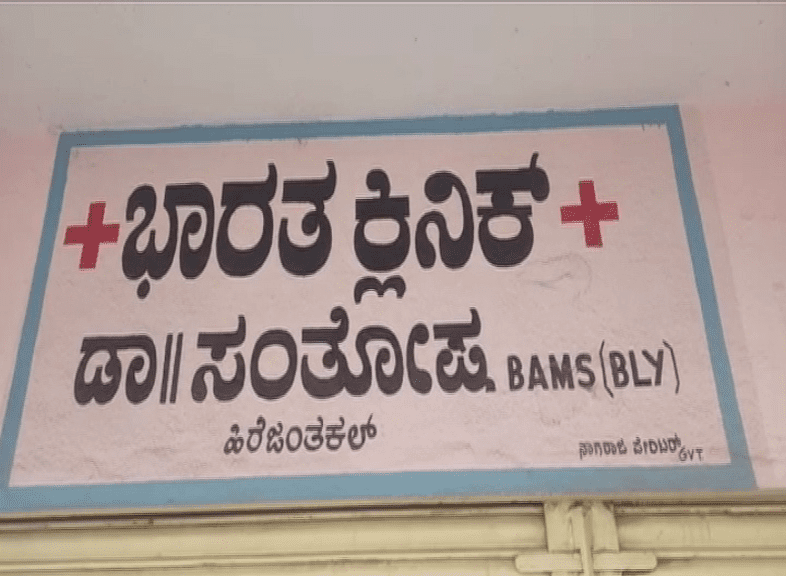 ಭಾರತ ಕ್ಲಿನಿಕ್
ಡಾ|| ಸಂತೋಷ BAMS (BLY)
ಹಿರೆಜಂತಕಲ್
ನಾಗರಾಜ ಪೇಂಟರ್ GVT